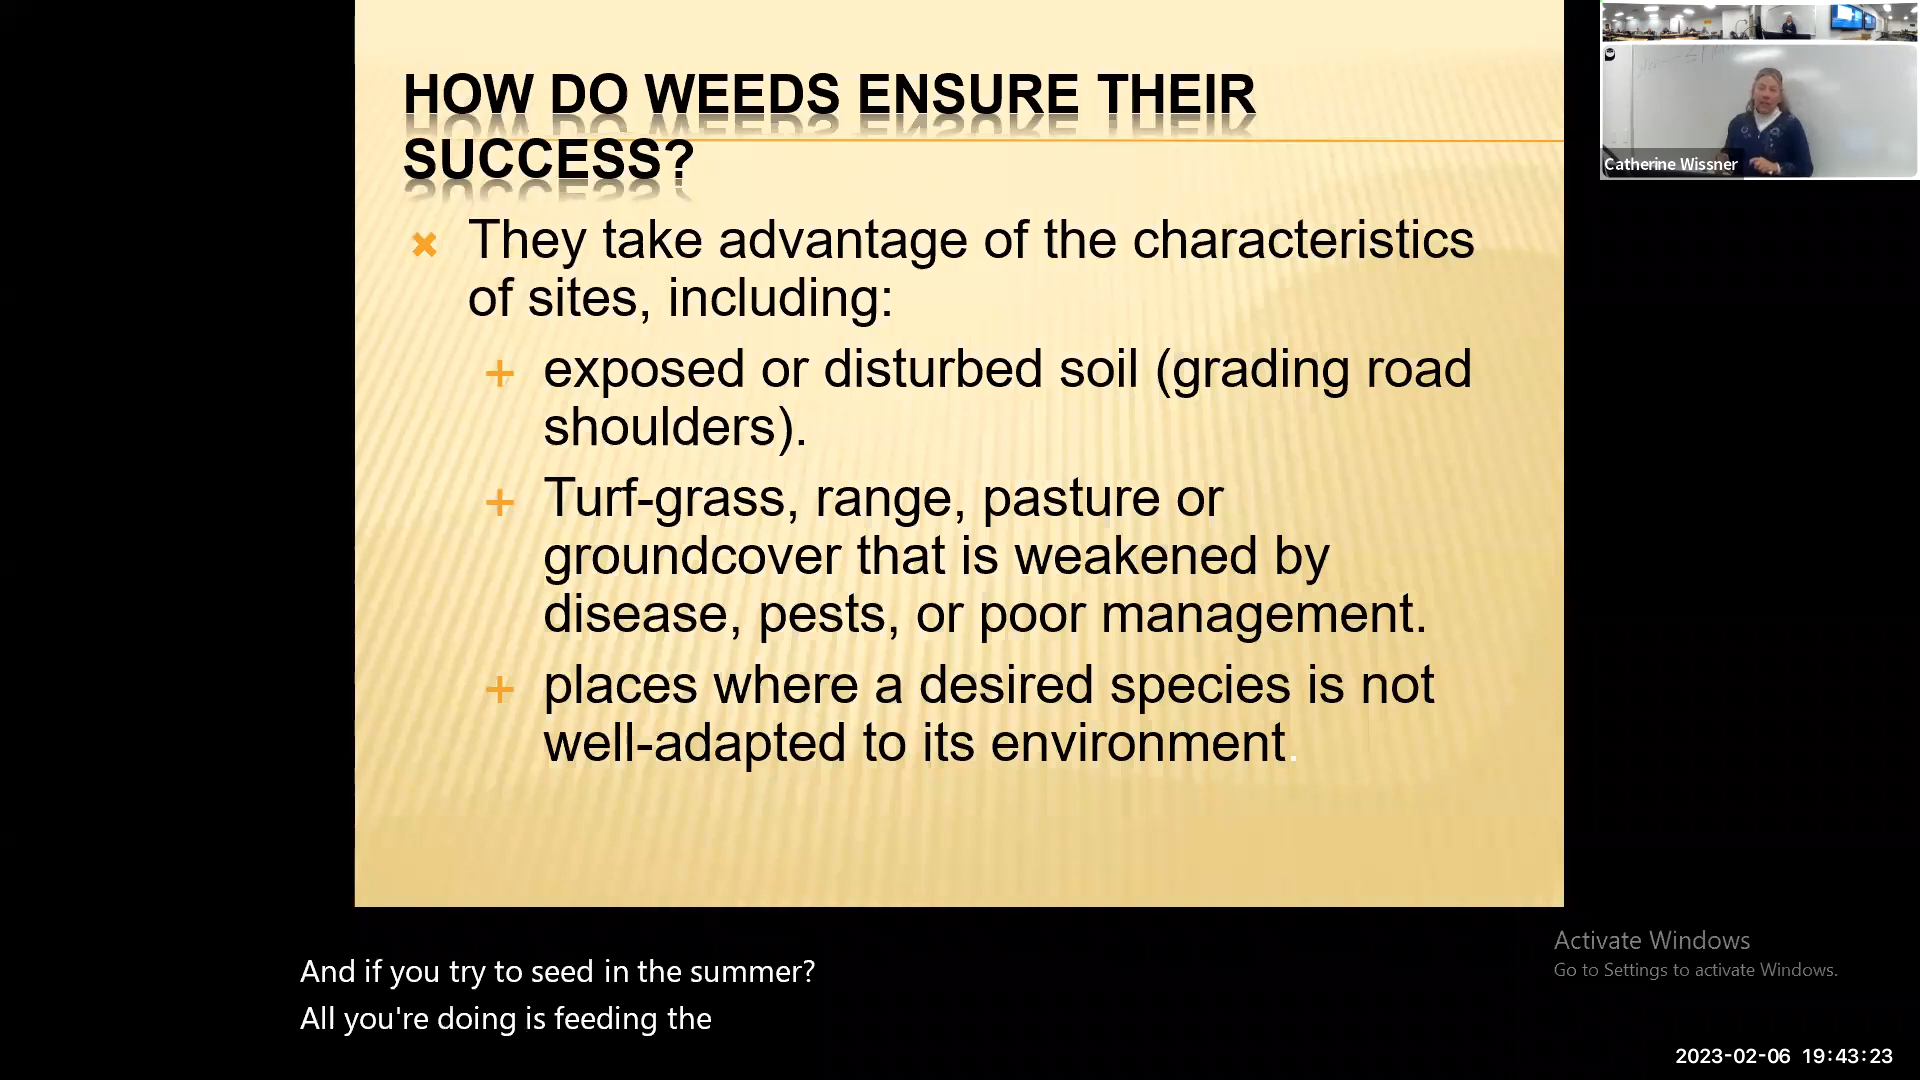 HOW DO WEEDS ENSURE THEIR
SUCCESS?
They take advantage of the characteristics
of sites, including:
exposed or disturbed soil (grading road
shoulders).
Turf-grass, range, pasture or
groundcover that is weakened by
disease, pests, or poor management.
places where a desired species is not
well-adapted to its environment.
Catherine Wissner
And if you try to seed in the summer?
All you're doing is feeding the
Activate Windows
Go to Settings to activate Windows.
2023-02-06 19:43:23